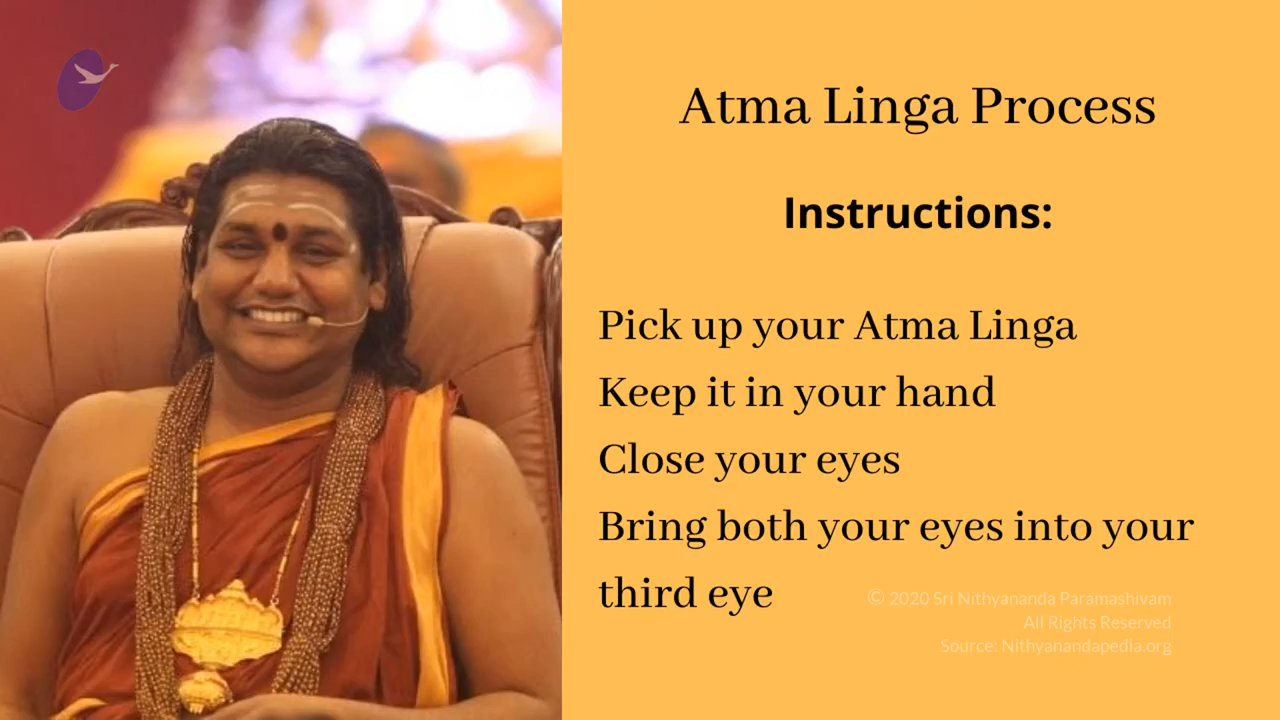 Atma Linga Process
Instructions:
Pick up your Atma Linga
Keep it in your hand
Close your eyes
Bring both your eyes into your
third eye
© 2020 Sri Nithyananda Paramashivam
All Rights Reserved
Source: Nithyanandapedia.org